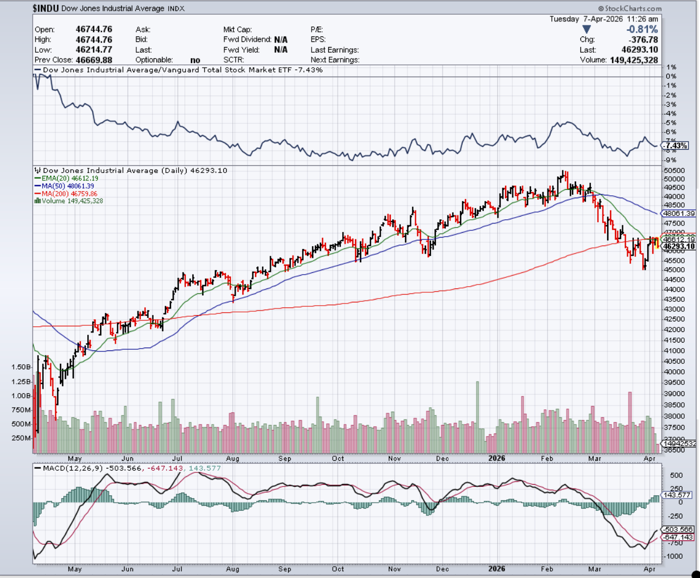 $INDU Dow Jones Industrial Average INDX
© StockCharts.com
Tuesday 7-Apr-2026 11:26 am
Open: 46744.76 Ask: Mkt Cap: P/E: -0.81%
High: 46744.76 Bid: Fwd Dividend: N/A EPS: Chg: -376.78
Low: 46214.77 Last: Fwd Yield: N/A Last Earnings: Last: 46293.10
Prev Close: 46669.88 Optionable: no SCTR: Next Earnings: Volume: 149,425,328
Dow Jones Industrial Average/Vanguard Total Stock Market ETF -7.43%
1%
0%
-1%
-2%
-3%
-4%
-5%
-6%
-7.43%
-8%
-9%
Dow Jones Industrial Average (Daily) 46293.10
EMA(20) 46612.19
MA(50) 48061.39
MA(200) 46759.06
Volume 149,425,328
50500
50000
49500
49000
48500
48061.39
47500
46612.19
46293.10
45500
45000
44500
44000
43500
43000
42500
42000
41500
41000
40500
40000
39500
39000
38500
38000
37500
37000
36500
1.50B
1.25B
1.00B
750M
500M
250M
149425328
May Jun Jul Aug Sep Oct Nov Dec 2026 Feb Mar Apr
MACD(12,26,9) -503.566, -647.143, 143.577
500
250
143.577
0
-250
-503.566
-647.143
-750
-1000
May Jun Jul Aug Sep Oct Nov Dec 2026 Feb Mar Apr